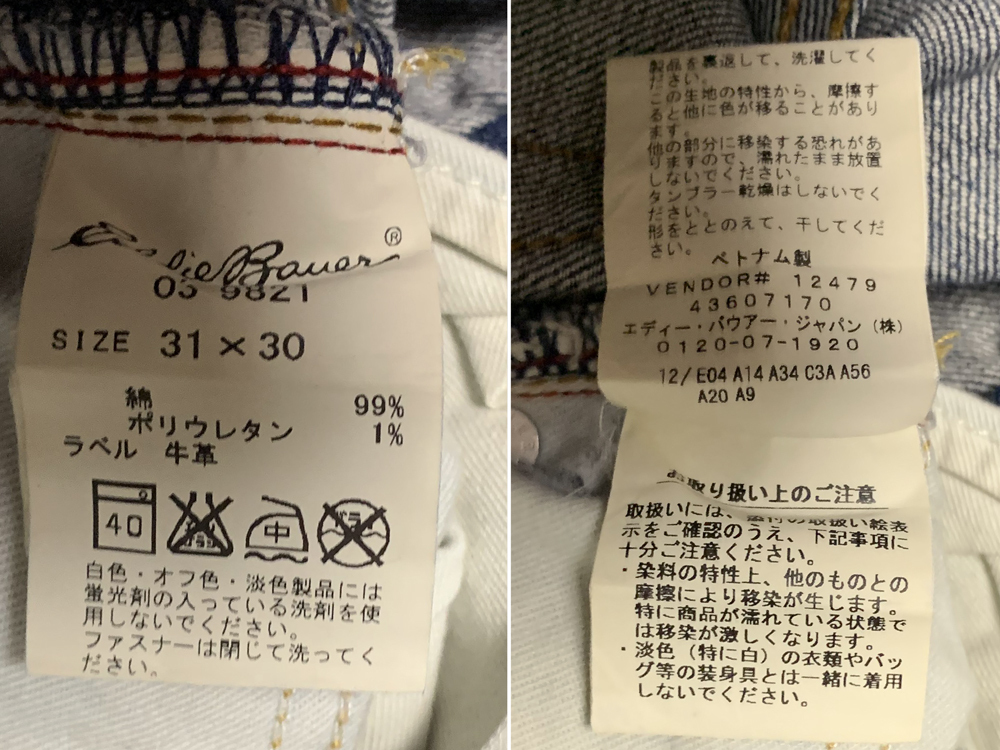 Eddie Bauer®
03 9821
SIZE 31×30
綿 99%
ポリウレタン 1%
ラベル 牛革
40
中
白色・オフ色・淡色製品には
蛍光剤の入っている洗剤を使
用しないでください。
ファスナーは閉じて洗ってく
ださい。
製品を裏返して、洗濯してく
ださい。
この生地の特性から、摩擦す
ると他に色が移ることがあり
ます。
他の部分に移染する恐れがあ
りますので、濡れたまま放置
しないでください。
タンブラー乾燥はしないでく
ださい。
形をととのえて、干してくだ
さい。
ベトナム製
VENDOR# 12479
43607170
エディー・バウアー・ジャパン(株)
0120-07-1920
12/E04 A14 A34 C3A A56
A20 A9
お取り扱い上のご注意
取扱いには、添付の取扱い絵表
示をご確認のうえ、下記事項に
十分ご注意ください。
・染料の特性上、他のものとの
摩擦により移染が生じます。
特に商品が濡れている状態で
は移染が激しくなります。
・淡色(特に白)の衣類やバッ
グ等の装身具とは一緒に着用
しないでください。